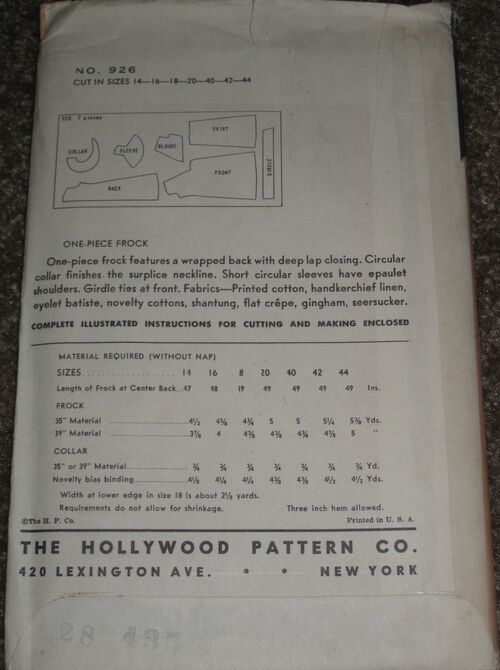 NO. 926
CUT IN SIZES 14—16—18—20—40—42—44
926 7 pieces
COLLAR
SLEEVE
BLOUSE
SKIRT
BACK
FRONT
GIRDLE
ONE-PIECE FROCK
One-piece frock features a wrapped back with deep lap closing. Circular
collar finishes the surplice neckline. Short circular sleeves have epaulet
shoulders. Girdle ties at front. Fabrics—Printed cotton, handkerchief linen,
eyelet batiste, novelty cottons, shantung, flat crêpe, gingham, seersucker.
COMPLETE ILLUSTRATED INSTRUCTIONS FOR CUTTING AND MAKING ENCLOSED
MATERIAL REQUIRED (WITHOUT NAP)
SIZES 14 16 8 20 40 42 44
Length of Frock at Center Back 47 48 49 49 49 49 Ins.
FROCK
35" Material 4½ 4⅝ 4¾ 5 5 5¼ 5⅜ Yds.
39" Material 3⅞ 4 4⅜ 4⅜ 4¾ 4⅞ 5 "
COLLAR
35" or 39" Material ¾ ¾ ¾ ¾ ¾ ¾ ¾ Yd.
Novelty bias binding 4⅛ 4¼ 4¼ 4⅜ 4⅜ 4½ 4½ Yds.
Width at lower edge in size 18 is about 2⅛ yards.
Requirements do not allow for shrinkage. Three inch hem allowed.
©The H. P. Co. Printed in U. S. A.
THE HOLLYWOOD PATTERN CO.
420 LEXINGTON AVE. • • NEW YORK